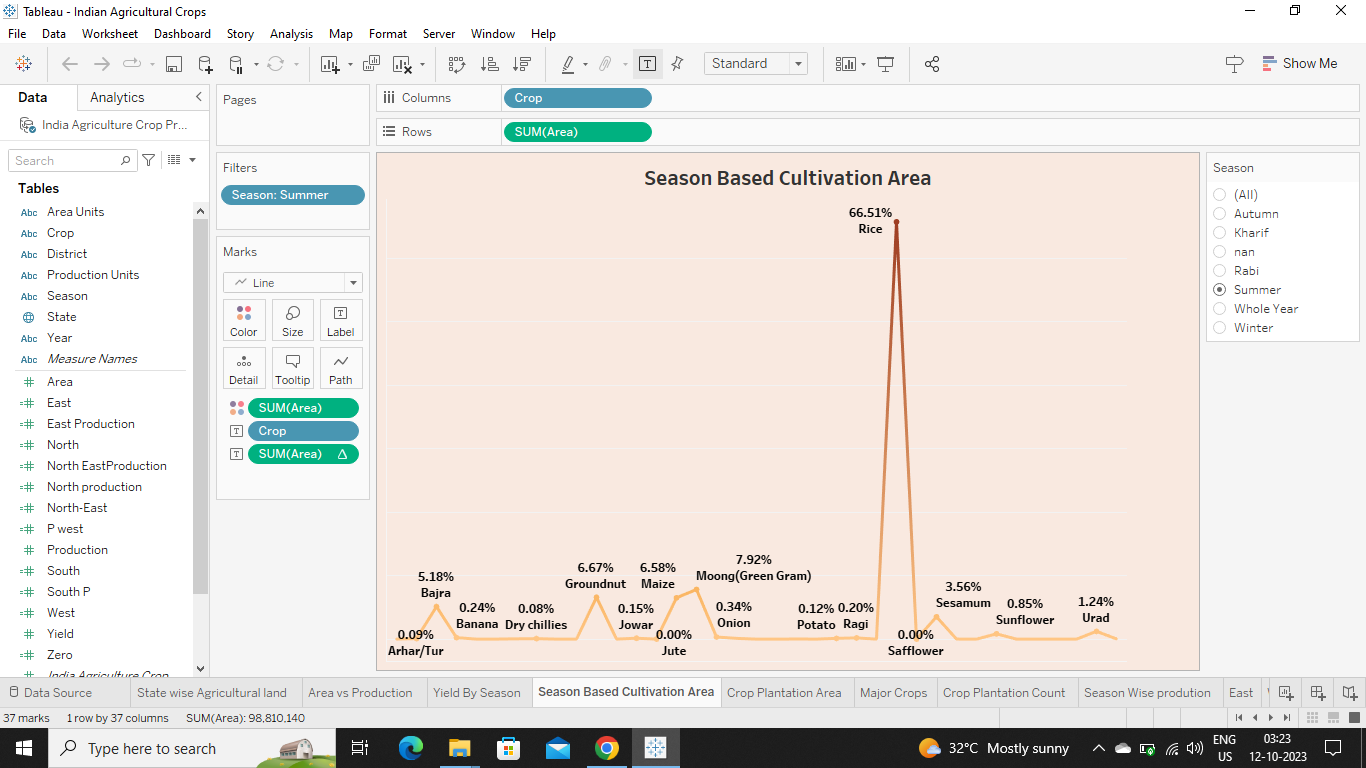 Tableau - Indian Agricultural Crops
File Data Worksheet Dashboard Story Analysis Map Format Server Window Help
Standard
Show Me
Data Analytics
India Agriculture Crop Pr...
Search
Tables
Abc Area Units
Abc Crop
Abc District
Abc Production Units
Abc Season
State
Abc Year
Abc Measure Names
Area
East
East Production
North
North EastProduction
North production
North-East
P west
Production
South
South P
West
Yield
Zero
India Agriculture Crop
Pages
Filters
Season: Summer
Marks
Line
Color Size Label
Detail Tooltip Path
SUM(Area)
Crop
SUM(Area) Δ
Columns Crop
Rows SUM(Area)
Season Based Cultivation Area
66.51%
Rice
5.18%
Bajra
0.09%
Arhar/Tur
0.24%
Banana
0.08%
Dry chillies
6.67%
Groundnut
0.15%
Jowar
6.58%
Maize
0.00%
Jute
7.92%
Moong(Green Gram)
0.34%
Onion
0.12%
Potato
0.20%
Ragi
0.00%
Safflower
3.56%
Sesamum
0.85%
Sunflower
1.24%
Urad
Season
(All)
Autumn
Kharif
nan
Rabi
Summer
Whole Year
Winter
Data Source State wise Agricultural land Area vs Production Yield By Season Season Based Cultivation Area Crop Plantation Area Major Crops Crop Plantation Count Season Wise prodution East
37 marks 1 row by 37 columns SUM(Area): 98,810,140
Type here to search
32°C Mostly sunny
ENG
US
03:23
12-10-2023